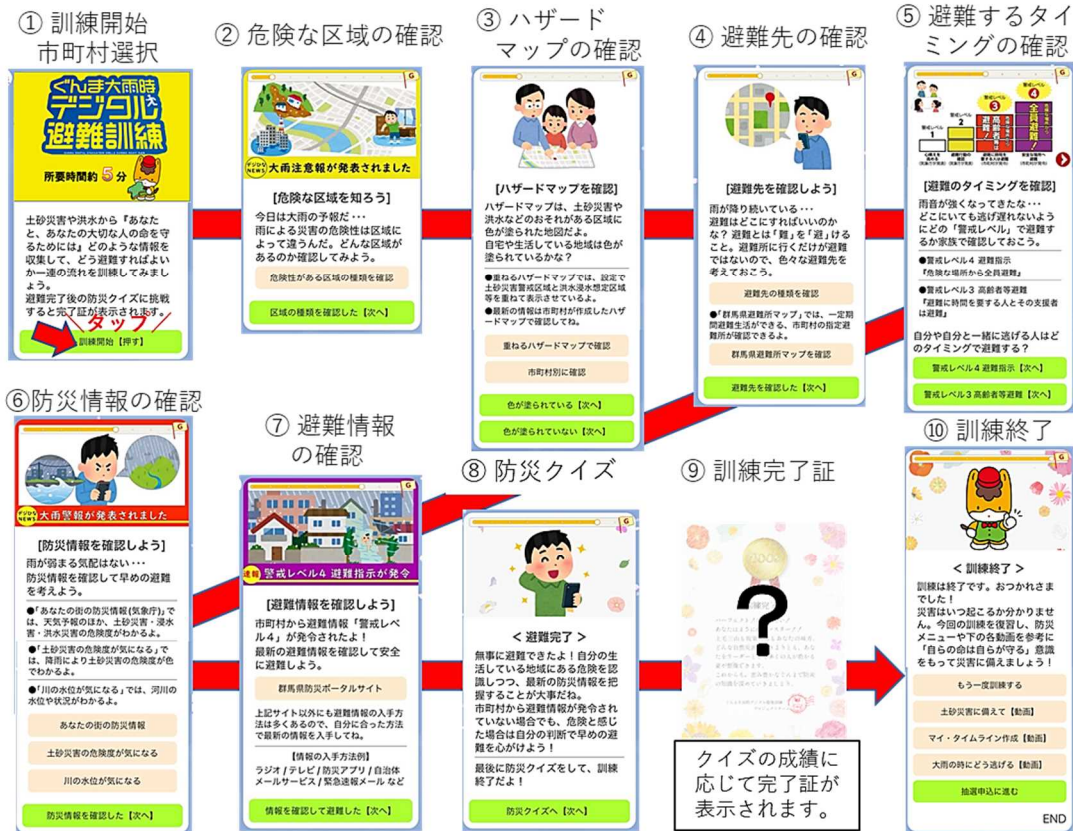 ① 訓練開始
市町村選択
ぐんま大雨時
デジタル
避難訓練
所要時間約5分
土砂災害や洪水から『あなた
と、あなたの大切な人の命を守
るためには』どのような情報を
収集して、どう避難すればよい
か一連の流れを訓練してみまし
ょう。
避難完了後の防災クイズに挑戦
すると完了証が表示されます。
タップ
訓練開始【押す】
② 危険な区域の確認
G
デジひな
NEWS
大雨注意報が発表されました
[危険な区域を知ろう]
今日は大雨の予報だ・・・
雨による災害の危険性は区域に
よって違うんだ。どんな区域が
あるのか確認してみよう。
危険性がある区域の種類を確認
区域の種類を確認した【次へ】
③ ハザード
マップの確認
G
[ハザードマップを確認]
ハザードマップは、土砂災害や
洪水などのおそれがある区域に
色が塗られた地図だよ。
自宅や生活している地域は色が
塗られているかな?
●重ねるハザードマップでは、設定で
土砂災害警戒区域と洪水浸水想定区域
等を重ねて表示させているよ。
●最新の情報は市町村が作成したハザ
ードマップで確認してね。
重ねるハザードマップで確認
市町村別に確認
色が塗られている【次へ】
色が塗られていない【次へ】
④ 避難先の確認
G
[避難先を確認しよう]
雨が降り続いている・・・
避難はどこにすればいいのか
な? 避難とは「難」を「避」ける
こと。避難所に行くだけが避難
ではないので、色々な避難先を
考えておこう。
避難先の種類を確認
●「群馬県避難所マップ」では、一定期
間避難生活ができる、市町村の指定避
難所が確認できるよ。
群馬県避難所マップを確認
避難先を確認した【次へ】
⑤ 避難するタイ
ミングの確認
G
警戒レベル
1
警戒レベル
2
警戒レベル
3
高齢者等
避難!
警戒レベル
4
全員避難!
[避難のタイミングを確認]
雨音が強くなってきたな・・
どこにいても逃げ遅れないよう
にどの「警戒レベル」で避難す
るか家族で確認しておこう。
●警戒レベル4 避難指示
『危険な場所から全員避難』
●警戒レベル3 高齢者等避難
『避難に時間を要する人とその支援者
は避難』
自分や自分と一緒に逃げる人はど
のタイミングで避難する?
警戒レベル4 避難指示【次へ】
警戒レベル3 高齢者等避難【次へ】
⑥防災情報の確認
G
デジひな
NEWS
大雨警報が発表されました
[防災情報を確認しよう]
雨が弱まる気配はない・・・
防災情報を確認して早めの避難
を考えよう。
●「あなたの街の防災情報(気象庁)」で
は、天気予報のほか、土砂災害・浸水
害・洪水災害の危険度がわかるよ。
●「土砂災害の危険度が気になる」で
は、降雨により土砂災害の危険度が色
でわかるよ。
●「川の水位が気になる」では、河川の
水位や状況がわかるよ。
あなたの街の防災情報
土砂災害の危険度が気になる
川の水位が気になる
防災情報を確認した【次へ】
⑦ 避難情報
の確認
G
速報
警戒レベル4 避難指示が発令
[避難情報を確認しよう]
市町村から避難情報「警戒レベ
ル4」が発令されたよ!
最新の避難情報を確認して安全
に避難しよう。
群馬県防災ポータルサイト
上記サイト以外にも避難情報の入手方
法は多くあるので、自分に合った方法
で最新の情報を入手してね。
【情報の入手方法例】
ラジオ / テレビ / 防災アプリ / 自治体
メールサービス / 緊急速報メール など
情報を確認して避難した【次へ】
⑧ 防災クイズ
G
< 避難完了 >
無事に避難できたよ!自分の生
活している地域にある危険を認
識しつつ、最新の防災情報を把
握することが大事だね。
市町村から避難情報が発令され
ていない場合でも、危険と感じ
た場合は自分の判断で早めの避
難を心がけよう!
最後に防災クイズをして、訓練
終了だよ!
防災クイズへ【次へ】
⑨ 訓練完了証
?
クイズの成績に
応じて完了証が
表示されます。
⑩ 訓練終了
G
< 訓練終了 >
訓練は終了です。おつかれさま
でした!
災害はいつ起こるか分かりませ
ん。今回の訓練を復習し、防災
メニューや下の各動画を参考に
「自らの命は自らが守る」意識
をもって災害に備えましょう!
もう一度訓練する
土砂災害に備えて【動画】
マイ・タイムライン作成【動画】
大雨の時にどう逃げる【動画】
抽選申込に進む
END